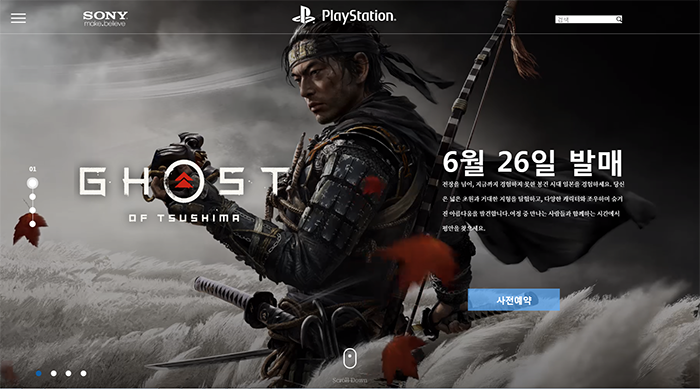 SONY
make.believe
PlayStation.
검색
01
GHOST
OF TSUSHIMA
6월 26일 발매
전장을 넘어, 지금까지 경험하지 못한 봉건 시대 일본을 경험하세요. 당신
은 넓은 초원과 거대한 지형을 탐험하고, 다양한 캐릭터와 조우하며 숨겨
진 아름다움을 발견합니다.여정 중 만나는 사람들과 함께하는 시간에서
평안을 찾으세요.
사전예약
Scroll Down